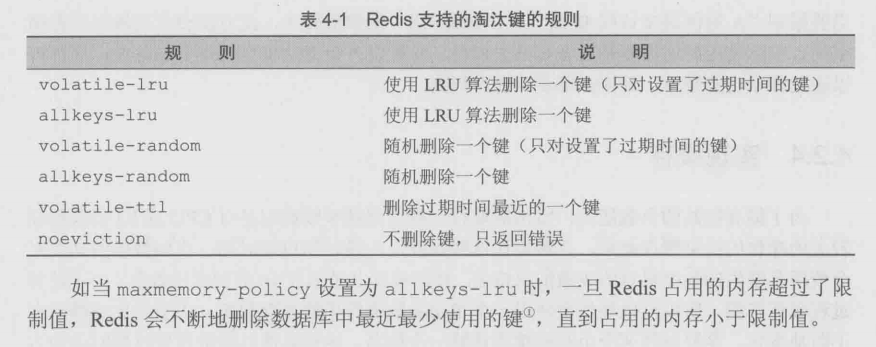 表 4-1 Redis 支持的淘汰键的规则
规 则 说 明
volatile-lru 使用 LRU 算法删除一个键（只对设置了过期时间的键）
allkeys-lru 使用 LRU 算法删除一个键
volatile-random 随机删除一个键（只对设置了过期时间的键）
allkeys-random 随机删除一个键
volatile-ttl 删除过期时间最近的一个键
noeviction 不删除键，只返回错误
如当 maxmemory-policy 设置为 allkeys-lru 时，一旦 Redis 占用的内存超过了限
制值，Redis 会不断地删除数据库中最近最少使用的键①，直到占用的内存小于限制值。